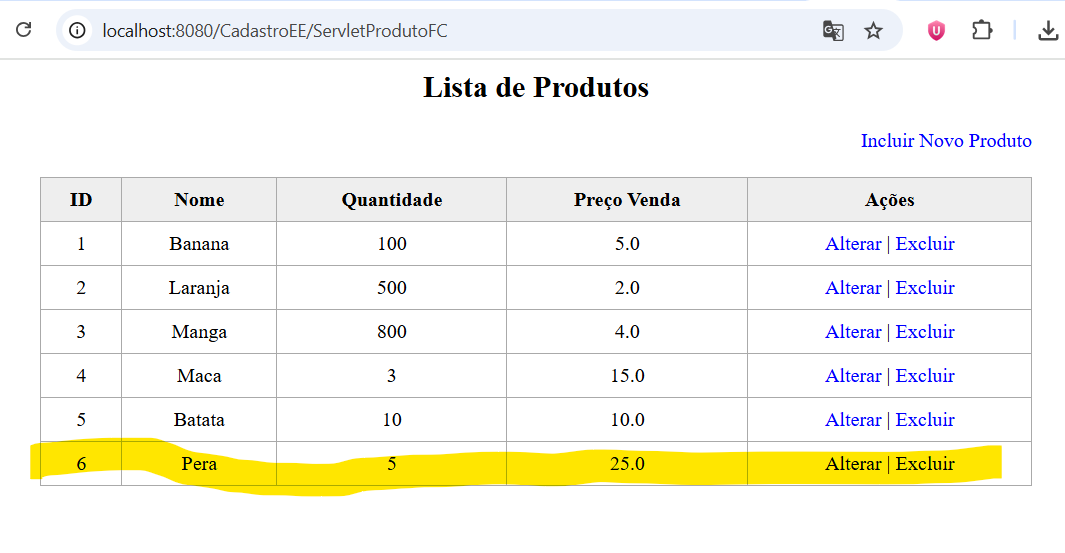 localhost:8080/CadastroEE/ServletProdutoFC
Lista de Produtos
Incluir Novo Produto
ID Nome Quantidade Preço Venda Ações
1 Banana 100 5.0 Alterar | Excluir
2 Laranja 500 2.0 Alterar | Excluir
3 Manga 800 4.0 Alterar | Excluir
4 Maca 3 15.0 Alterar | Excluir
5 Batata 10 10.0 Alterar | Excluir
6 Pera 5 25.0 Alterar | Excluir